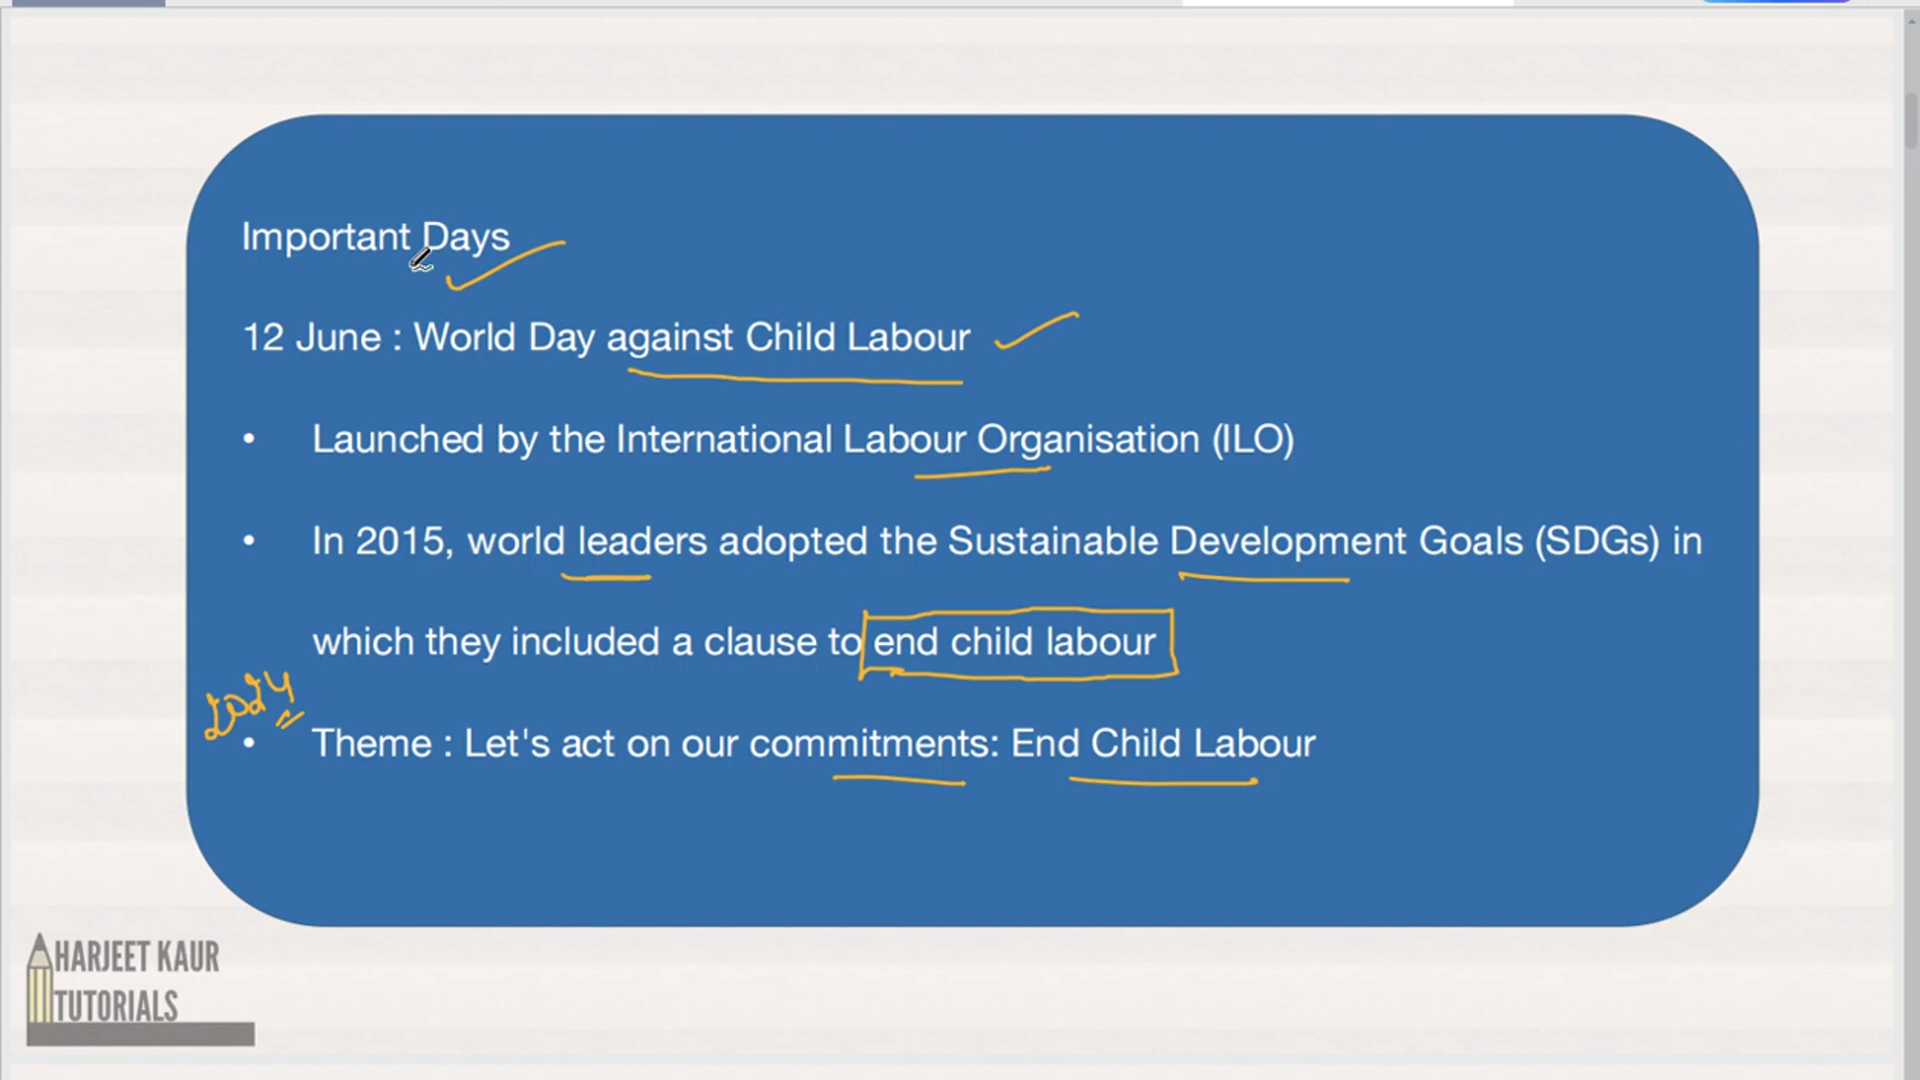 Important Days
12 June : World Day against Child Labour
• Launched by the International Labour Organisation (ILO)
• In 2015, world leaders adopted the Sustainable Development Goals (SDGs) in
which they included a clause to end child labour
2024
• Theme : Let's act on our commitments: End Child Labour
HARJEET KAUR
TUTORIALS